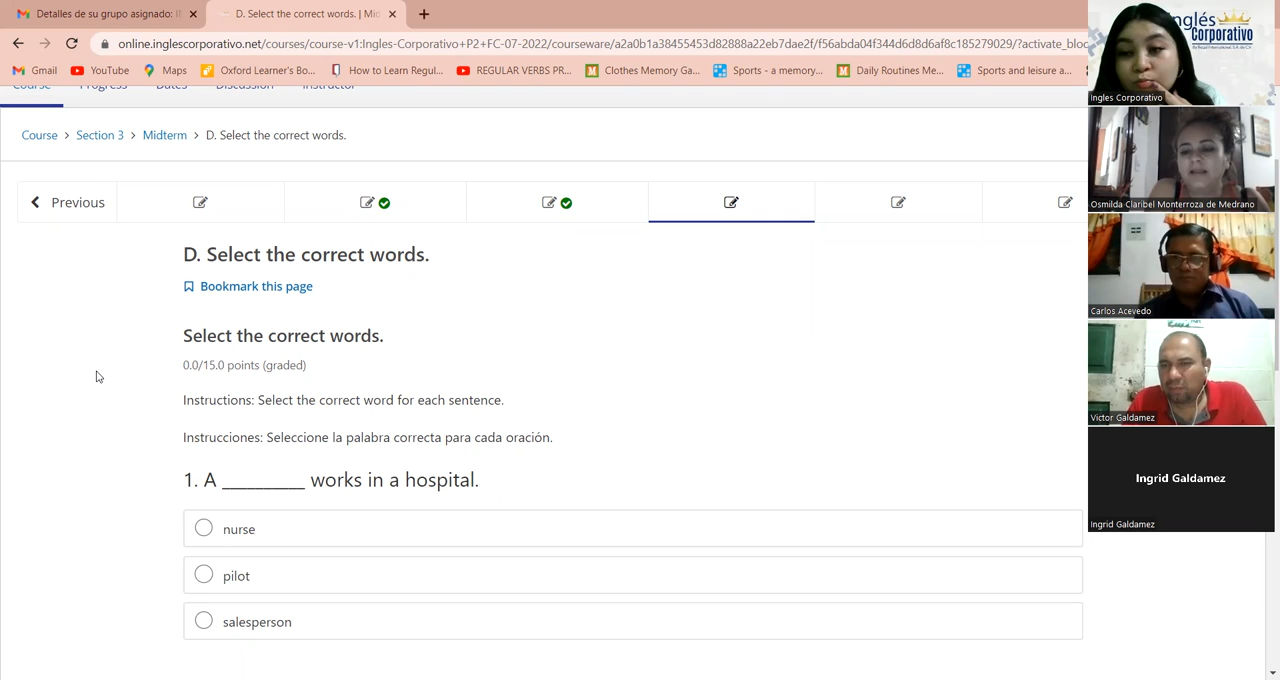 Detalles de su grupo asignado: I
D. Select the correct words. | Mic
online.inglescorporativo.net/courses/course-v1:Ingles-Corporativo+P2+FC-07-2022/courseware/a2a0b1a38455453d82888a22eb7dae2f/f56abda04f344d6d8d6af8c185279029/?activate_bloc
Gmail
YouTube
Maps
Oxford Learner's Bo...
How to Learn Regul...
REGULAR VERBS PR...
Clothes Memory Ga...
Sports - a memory...
Daily Routines Me...
Sports and leisure a...
Course
Progress
Dates
Discussion
Instructor
Course > Section 3 > Midterm > D. Select the correct words.
Previous
D. Select the correct words.
Bookmark this page
Select the correct words.
0.0/15.0 points (graded)
Instructions: Select the correct word for each sentence.
Instrucciones: Seleccione la palabra correcta para cada oración.
1. A __________ works in a hospital.
nurse
pilot
salesperson
Inglés
Corporativo
Ingles Corporativo
Osmilda Claribel Monterroza de Medrano
Carlos Acevedo
Victor Galdamez
Ingrid Galdamez
Ingrid Galdamez